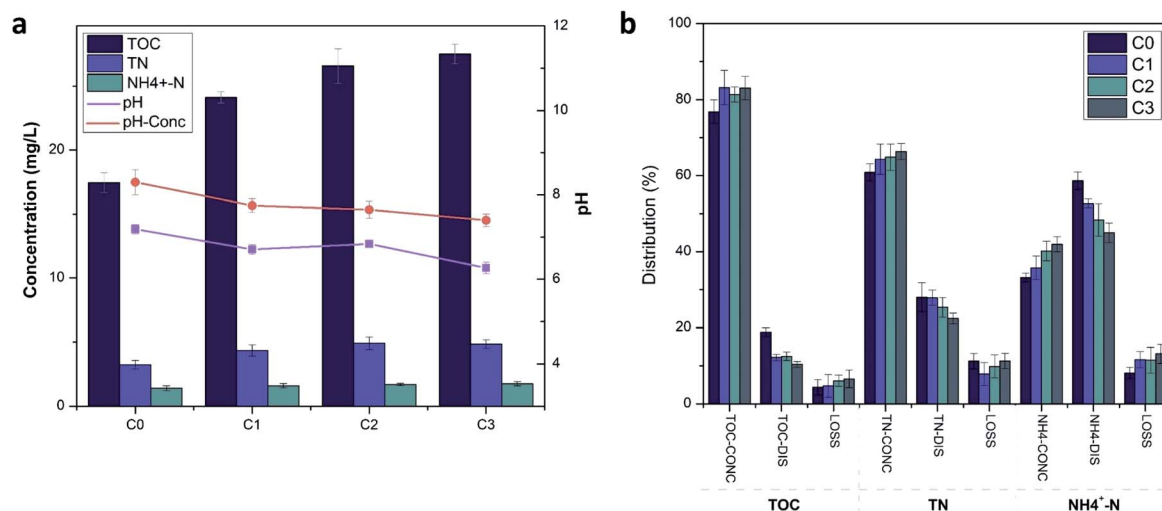 a
TOC
TN
NH4+-N
pH
pH-Conc
Concentration (mg/L)
20
10
0
12
10
8
6
4
pH
C0
C1
C2
C3
b
C0
C1
C2
C3
Distribution (%)
100
80
60
40
20
0
TOC-CONC
TOC-DIS
LOSS
TN-CONC
TN-DIS
LOSS
NH4-CONC
NH4-DIS
LOSS
TOC
TN
NH4⁺-N